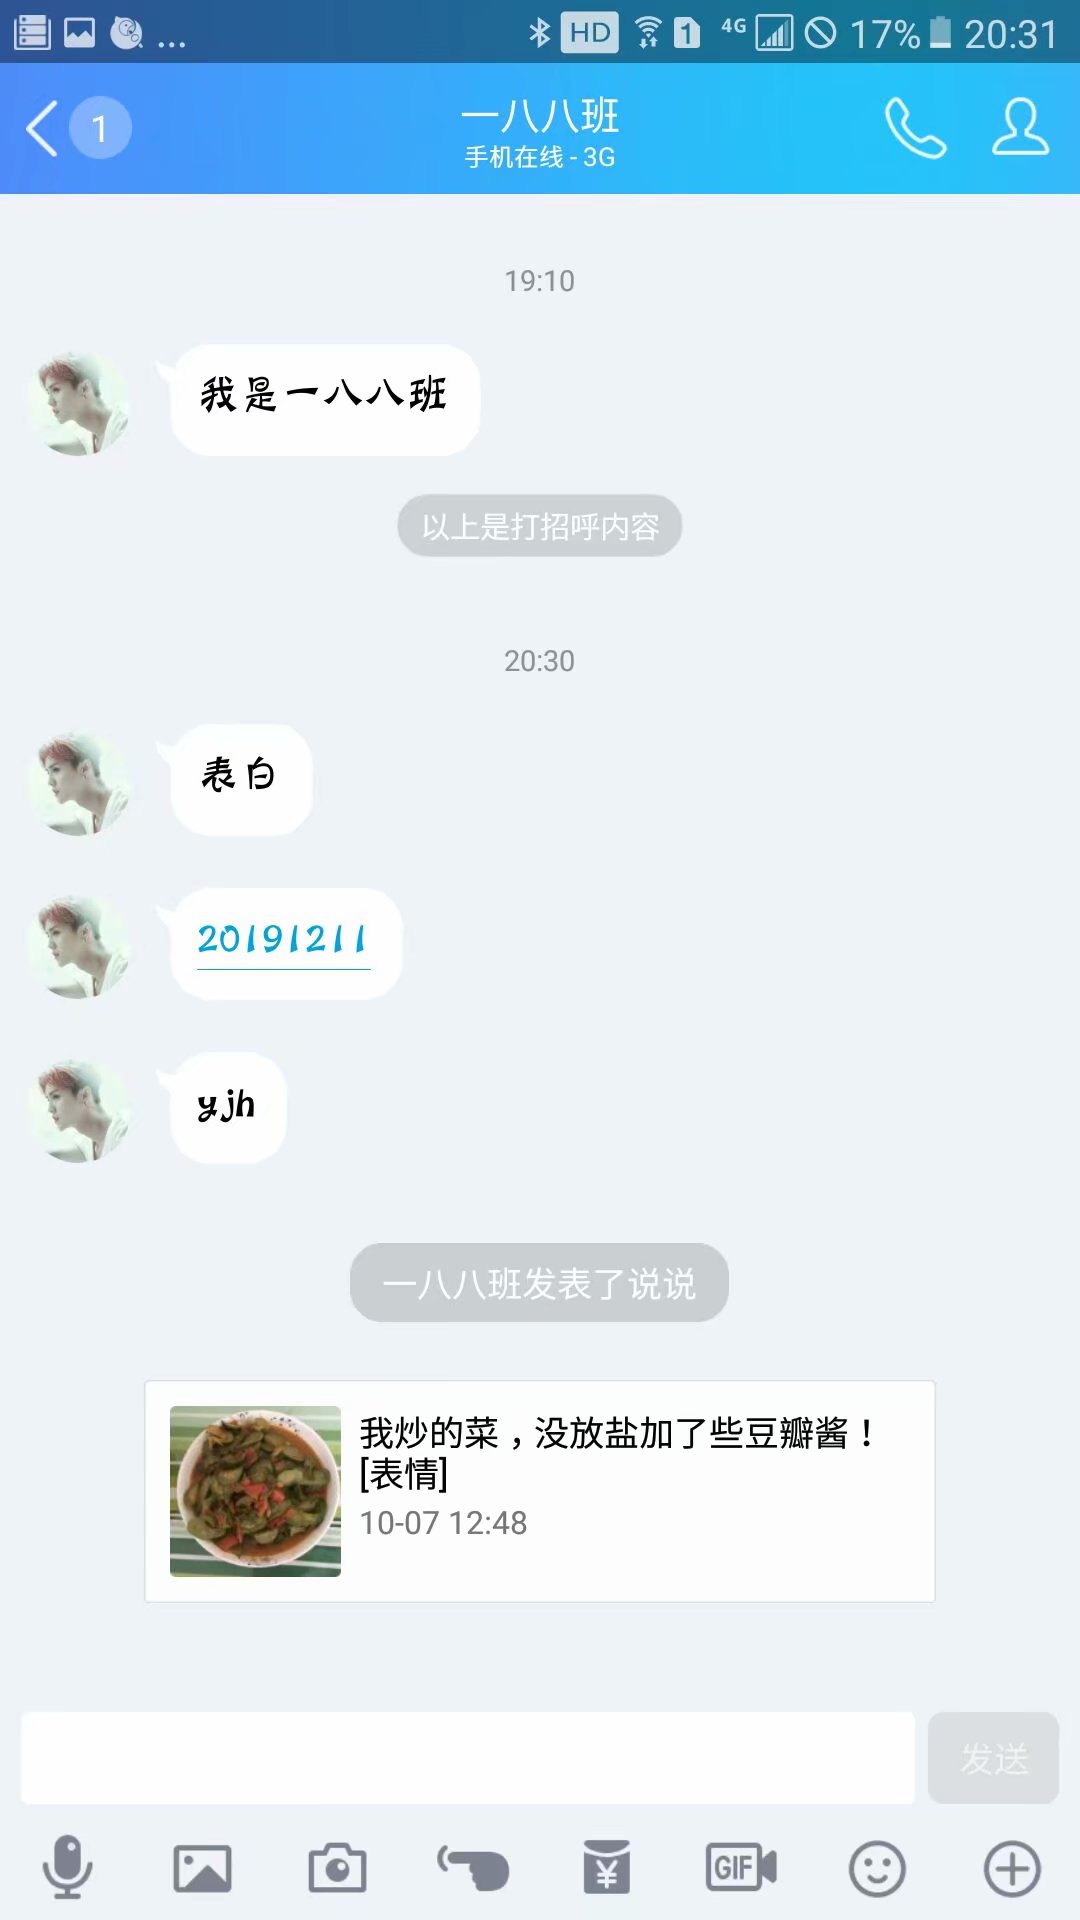 ... HD 1 4G 17% 20:31
1 一八八班
手机在线 - 3G
19:10
我是一八八班
以上是打招呼内容
20:30
表白
20191211
yjh
一八八班发表了说说
我炒的菜，没放盐加了些豆瓣酱！
[表情]
10-07 12:48
发送
GIF